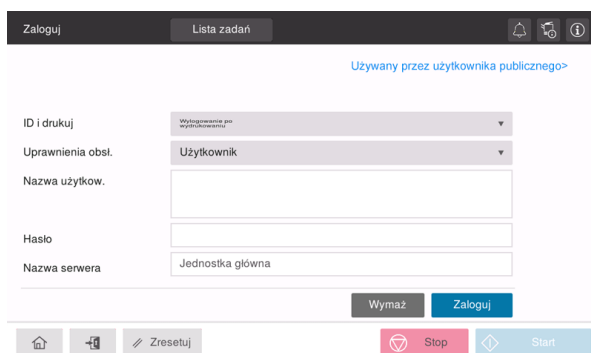 Zaloguj
Lista zadań
Używany przez użytkownika publicznego>
ID i drukuj
Wylogowanie po
wydrukowaniu
Uprawnienia obsł.
Użytkownik
Nazwa użytkow.
Hasło
Nazwa serwera
Jednostka główna
Wymaż
Zaloguj
Zresetuj
Stop
Start